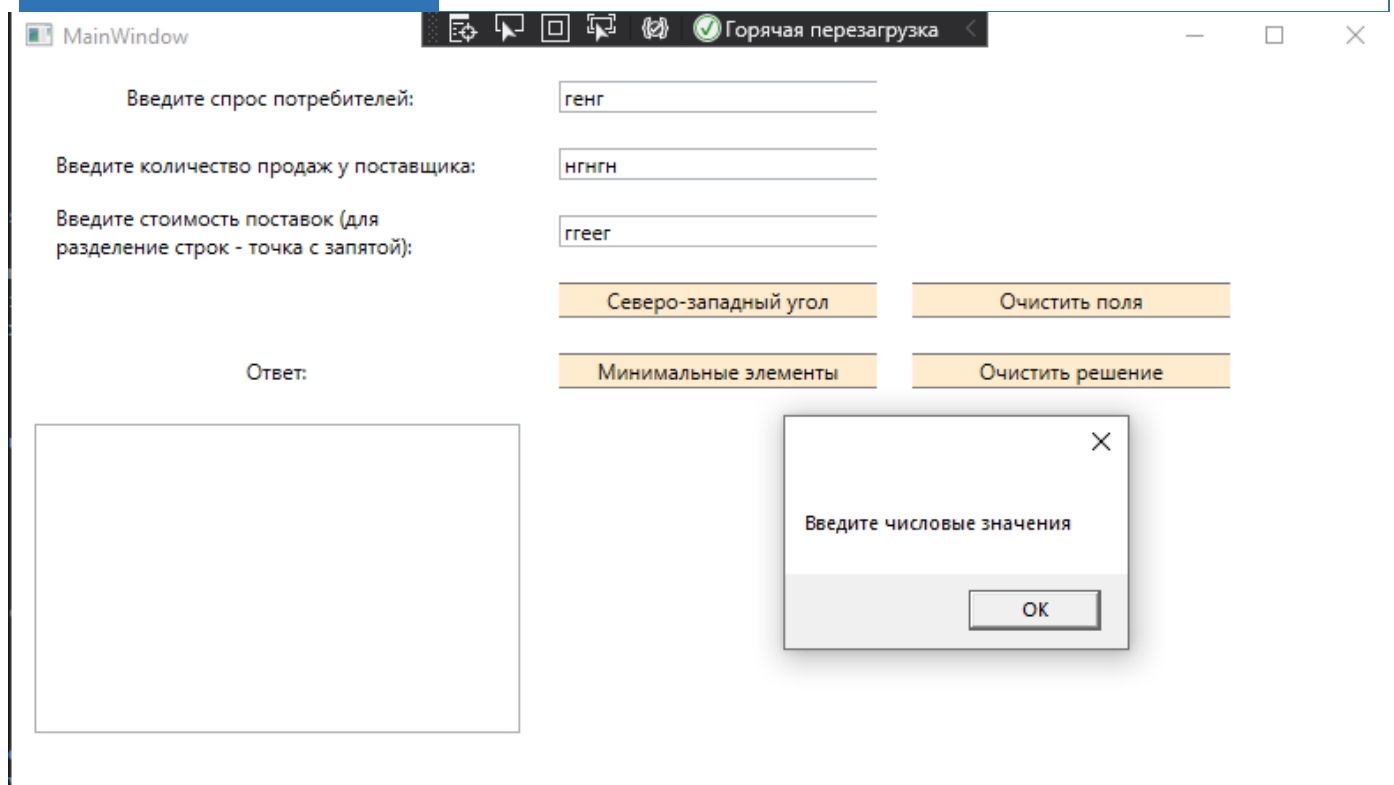 MainWindow
Горячая перезагрузка
Введите спрос потребителей:
генг
Введите количество продаж у поставщика:
нгнгн
Введите стоимость поставок (для
разделение строк - точка с запятой):
ггеег
Северо-западный угол
Очистить поля
Ответ:
Минимальные элементы
Очистить решение
Введите числовые значения
ОК